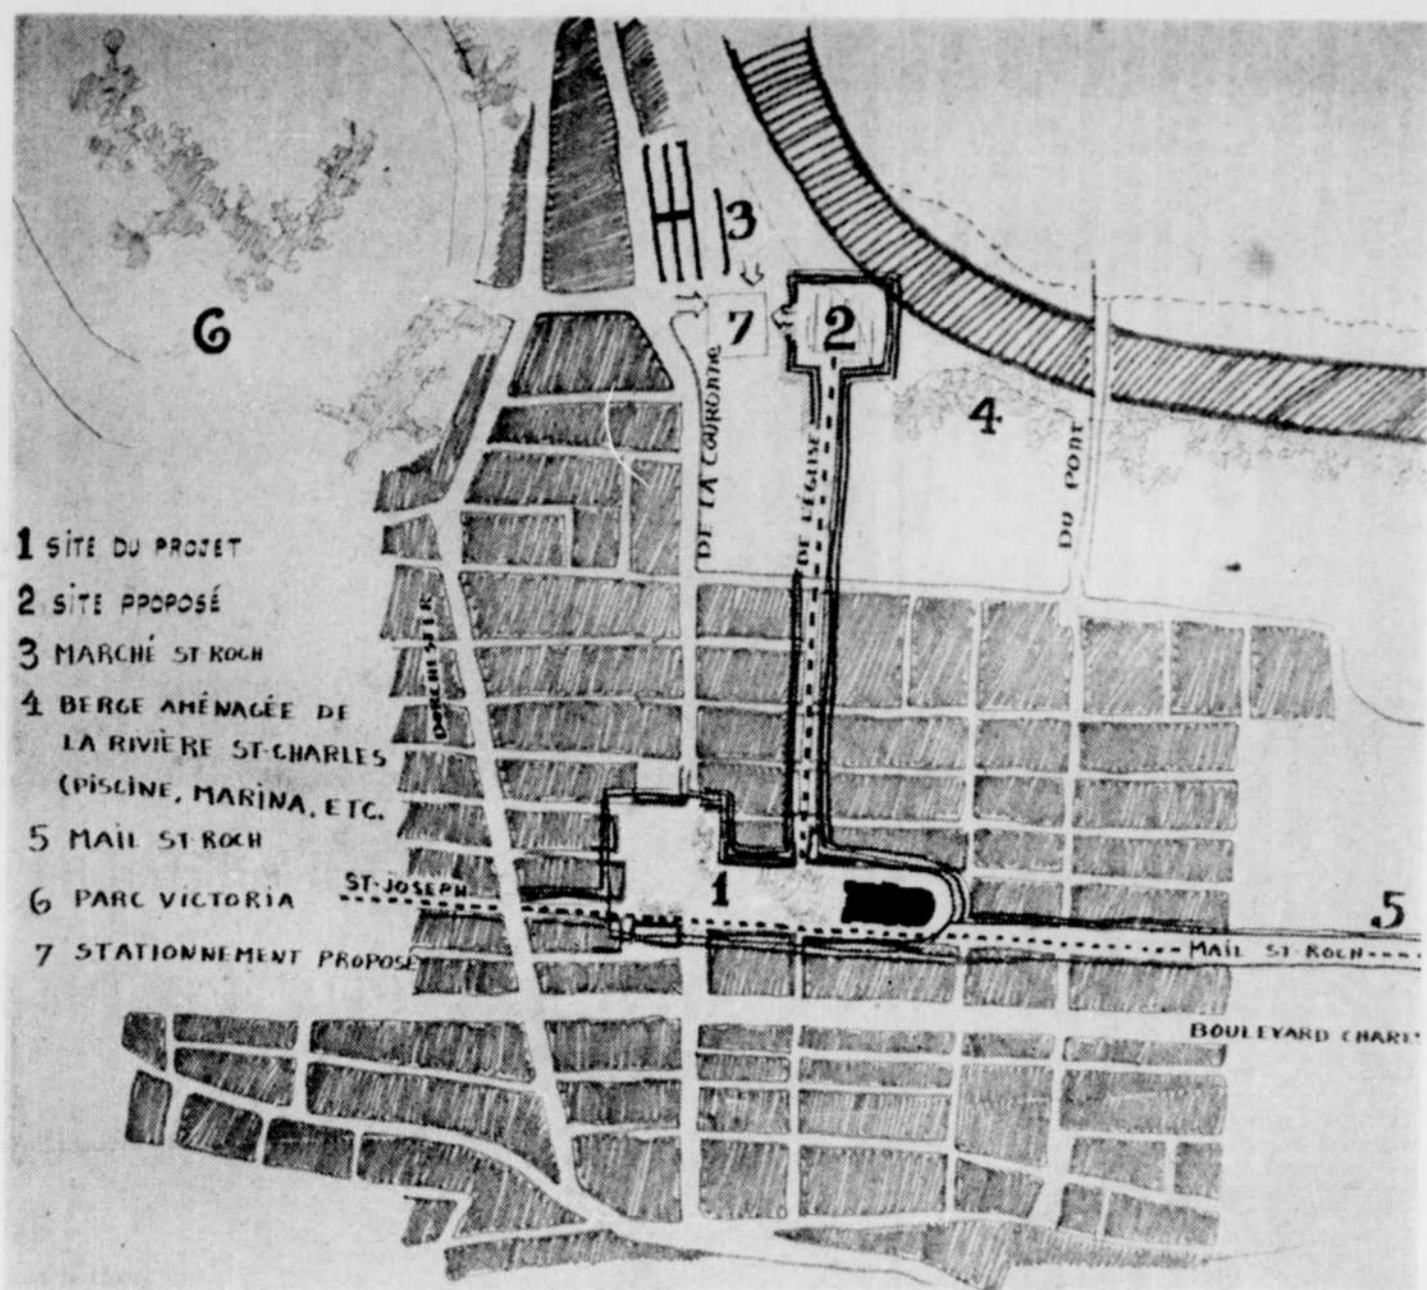 6
3
7
2
4
DE LA COURONNE
DE L'ÉGLISE
DU PONT
1 SITE DU PROJET
2 SITE PPOPOSÉ
3 MARCHÉ ST-ROCH
4 BERGE AMÉNAGÉE DE
LA RIVIÈRE ST-CHARLES
(PISCINE, MARINA, ETC.
5 MAIL ST-ROCH
6 PARC VICTORIA
7 STATIONNEMENT PROPOSÉ
DORCHESTER
ST-JOSEPH
1
5
MAIL ST-ROCH
BOULEVARD CHARE